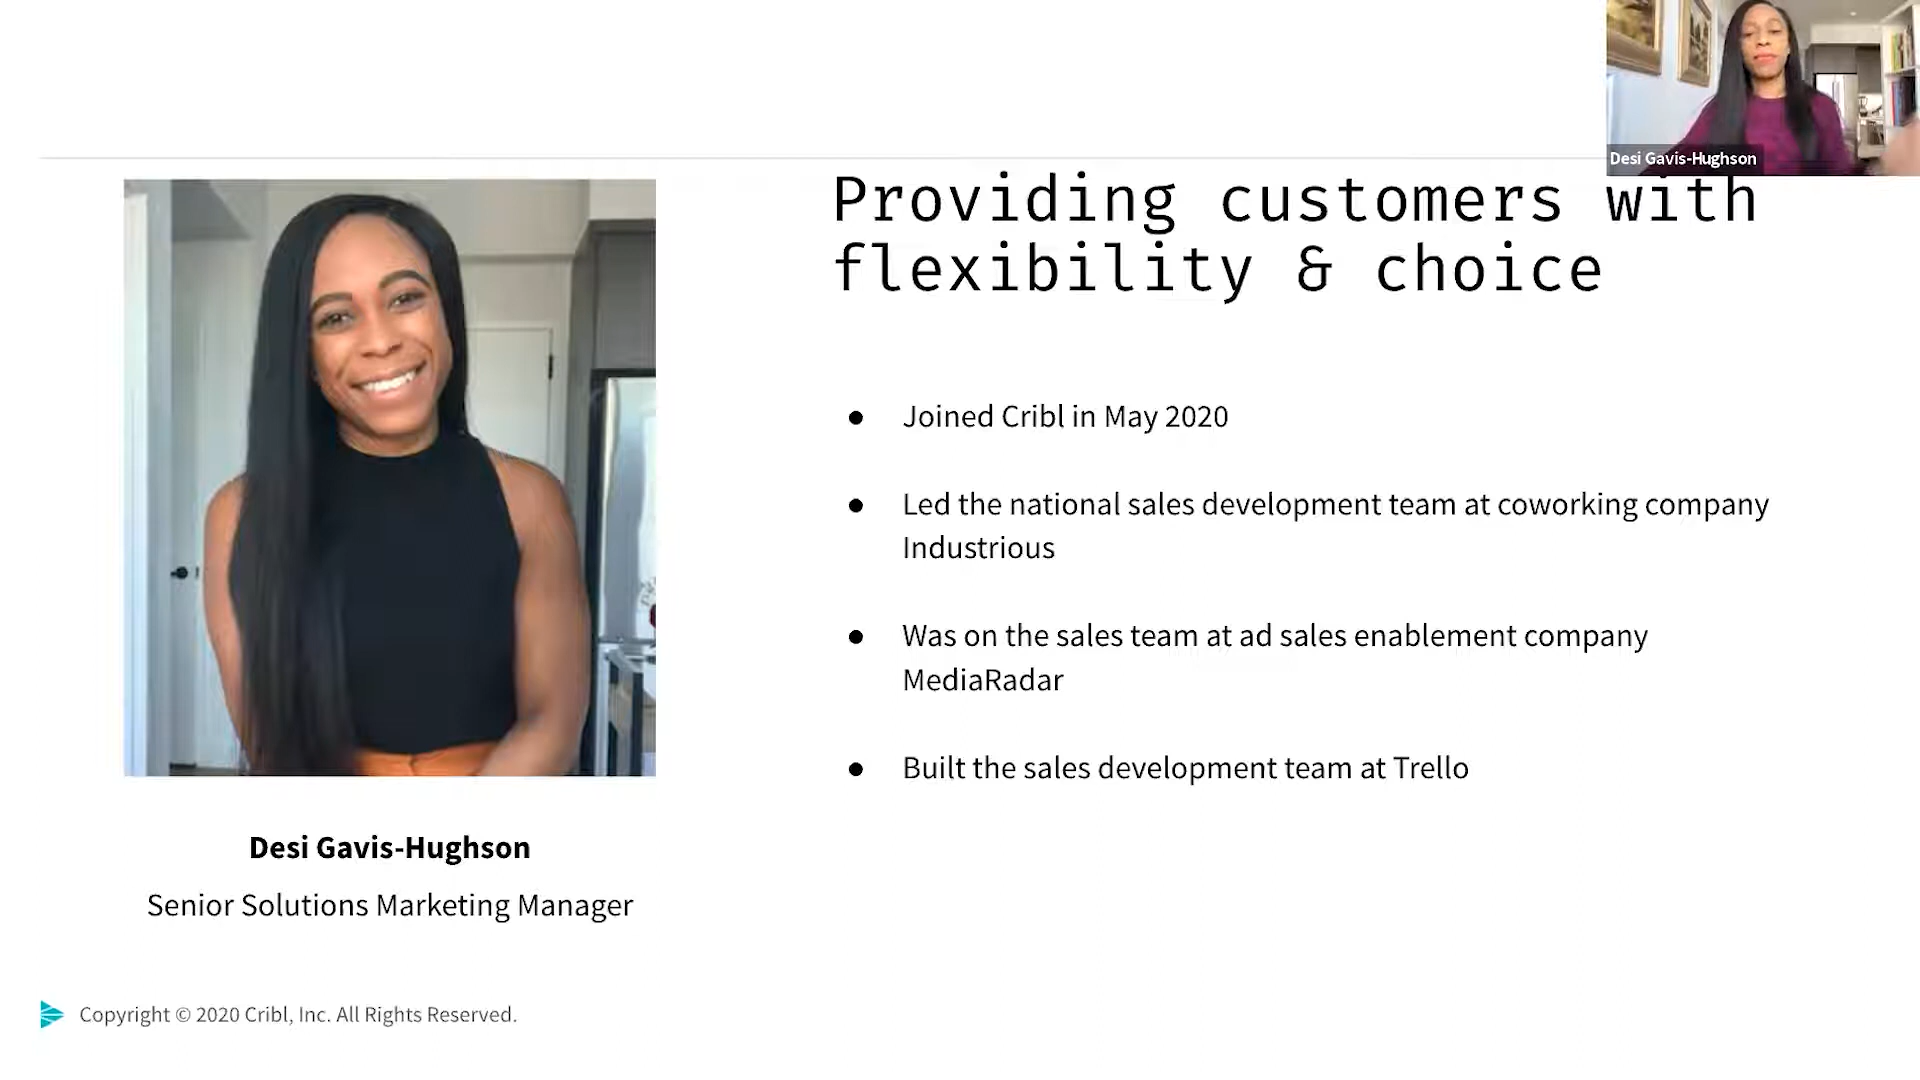 Desi Gavis-Hughson
Providing customers with
flexibility & choice
● Joined Cribl in May 2020
● Led the national sales development team at coworking company
Industrious
● Was on the sales team at ad sales enablement company
MediaRadar
● Built the sales development team at Trello
Desi Gavis-Hughson
Senior Solutions Marketing Manager
Copyright © 2020 Cribl, Inc. All Rights Reserved.